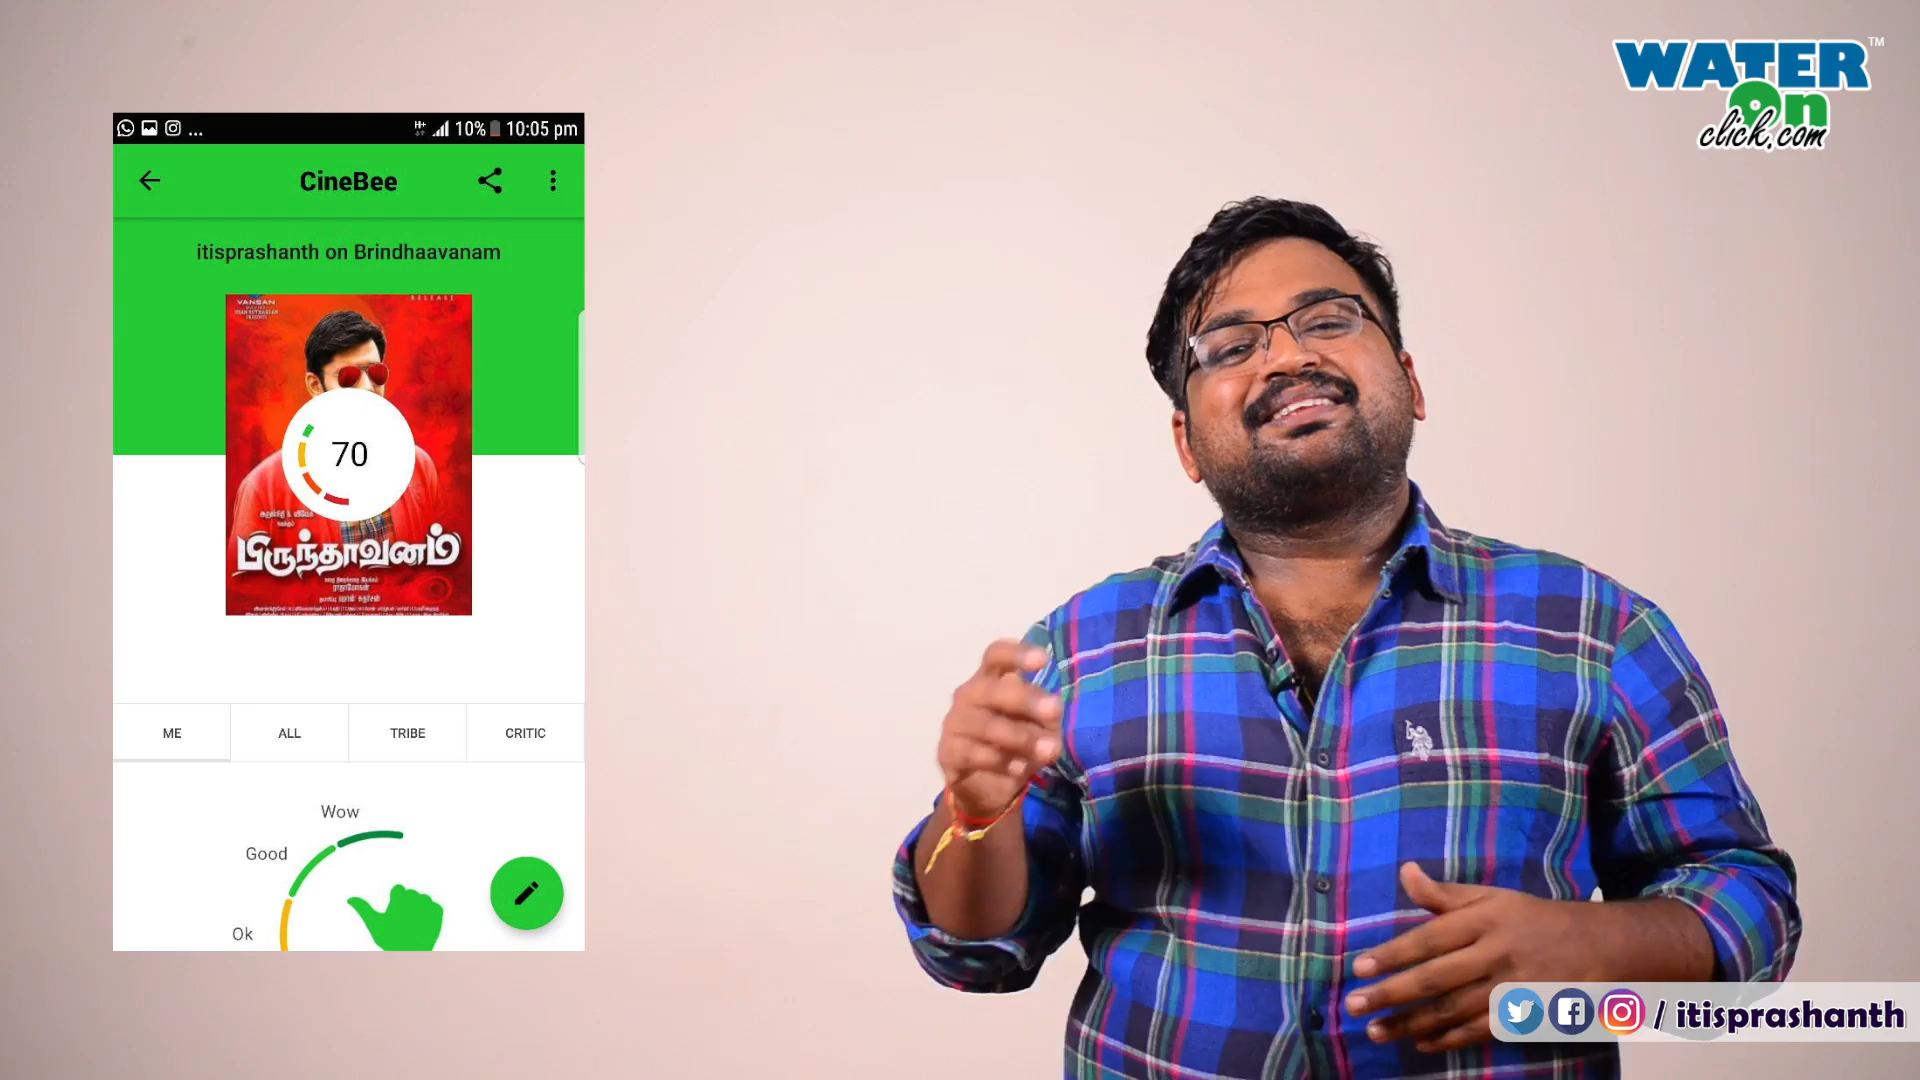 WATER
On
click.com
TM
10% 10:05 pm
CineBee
itisprashanth on Brindhaavanam
VANSAN
RELEASE
பிருந்தாவனம்
70
ME
ALL
TRIBE
CRITIC
Wow
Good
Ok
/ itisprashanth